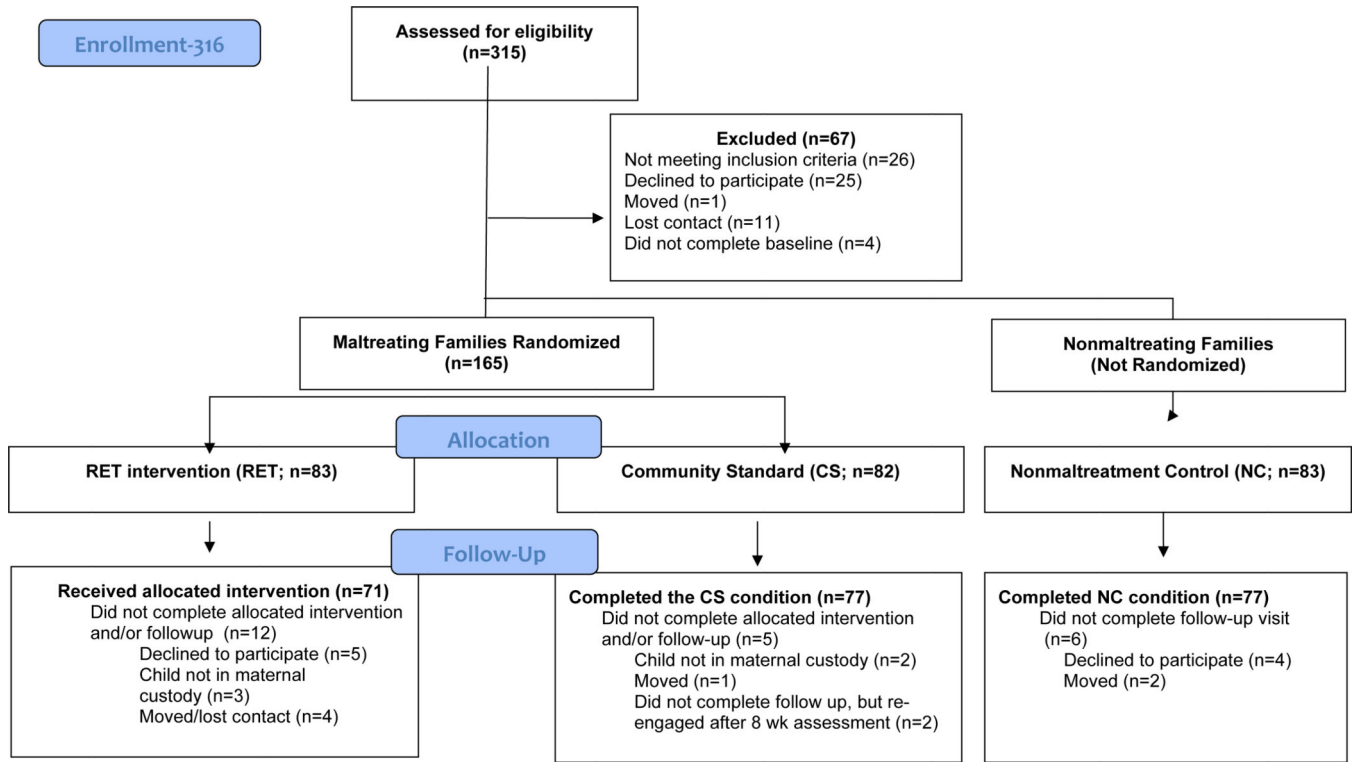 Enrollment-316
Assessed for eligibility
(n=315)
Excluded (n=67)
Not meeting inclusion criteria (n=26)
Declined to participate (n=25)
Moved (n=1)
Lost contact (n=11)
Did not complete baseline (n=4)
Maltreating Families Randomized
(n=165)
Nonmaltreating Families
(Not Randomized)
Allocation
RET intervention (RET; n=83)
Community Standard (CS; n=82)
Nonmaltreatment Control (NC; n=83)
Follow-Up
Received allocated intervention (n=71)
Did not complete allocated intervention
and/or followup (n=12)
Declined to participate (n=5)
Child not in maternal
custody (n=3)
Moved/lost contact (n=4)
Completed the CS condition (n=77)
Did not complete allocated intervention
and/or follow-up (n=5)
Child not in maternal custody (n=2)
Moved (n=1)
Did not complete follow up, but re-
engaged after 8 wk assessment (n=2)
Completed NC condition (n=77)
Did not complete follow-up visit
(n=6)
Declined to participate (n=4)
Moved (n=2)